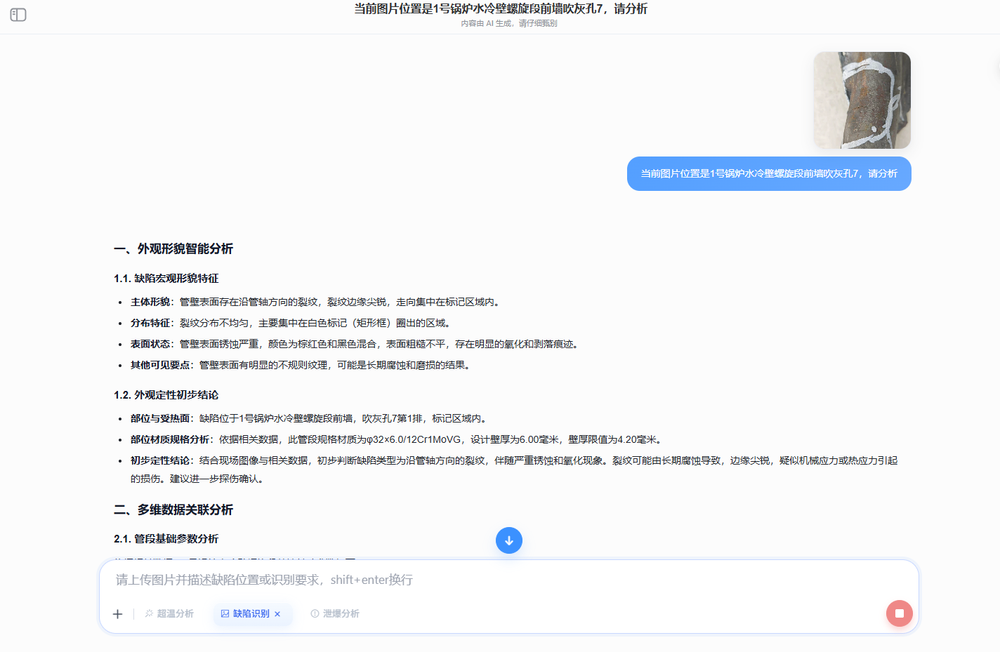 当前图片位置是1号锅炉水冷壁螺旋段前墙吹灰孔7，请分析
内容由 AI 生成，请仔细甄别
当前图片位置是1号锅炉水冷壁螺旋段前墙吹灰孔7，请分析
一、外观形貌智能分析
1.1. 缺陷宏观形貌特征
• 主体形貌：管壁表面存在沿管轴方向的裂纹，裂纹边缘尖锐，走向集中在标记区域内。
• 分布特征：裂纹分布不均匀，主要集中在白色标记（矩形框）圈出的区域。
• 表面状态：管壁表面锈蚀严重，颜色为棕红色和黑色混合，表面粗糙不平，存在明显的氧化和剥落痕迹。
• 其他可见要点：管壁表面有明显的不规则纹理，可能是长期腐蚀和磨损的结果。
1.2. 外观定性初步结论
• 部位与受热面：缺陷位于1号锅炉水冷壁螺旋段前墙，吹灰孔7第1排，标记区域内。
• 部位材质规格分析：依据相关数据，此管段规格材质为φ32×6.0/12Cr1MoVG，设计壁厚为6.00毫米，壁厚限值为4.20毫米。
• 初步定性结论：结合现场图像与相关数据，初步判断缺陷类型为沿管轴方向的裂纹，伴随严重锈蚀和氧化现象。裂纹可能由长期腐蚀导致，边缘尖锐，疑似机械应力或热应力引起
的损伤。建议进一步探伤确认。
二、多维数据关联分析
2.1. 管段基础参数分析
请上传图片并描述缺陷位置或识别要求，shift+enter换行
超温分析 缺陷识别 × 泄爆分析